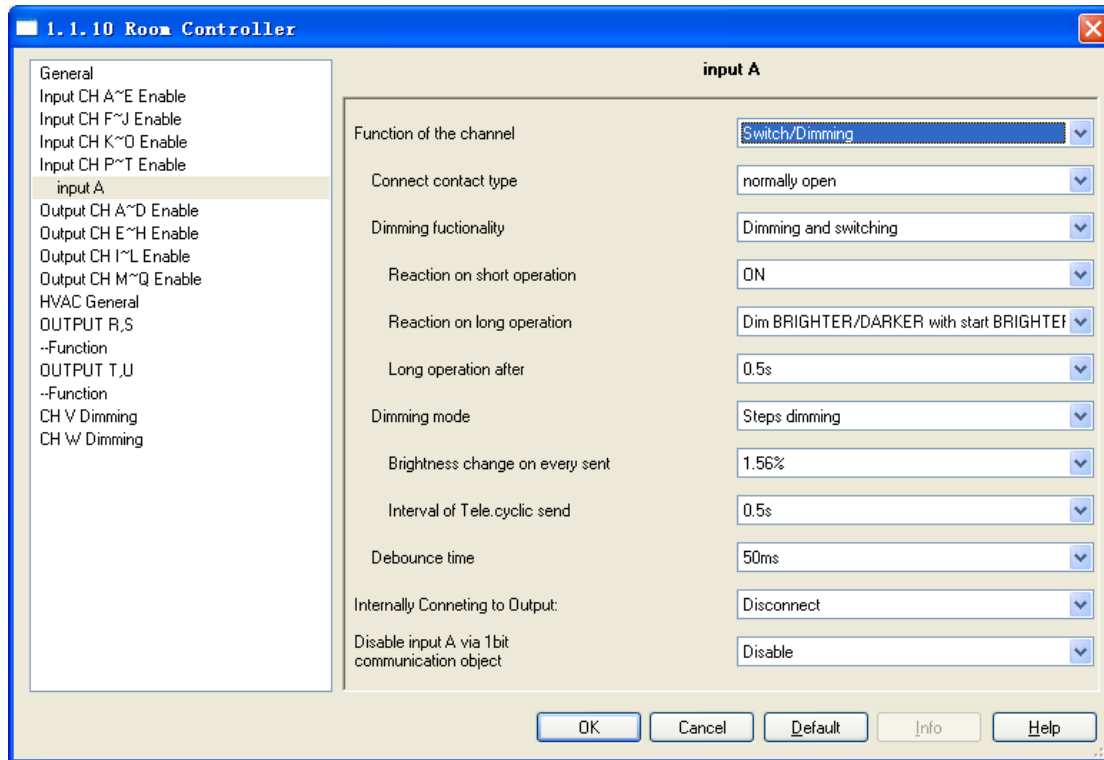 1.1.10 Room Controller
General
Input CH A~E Enable
Input CH F~J Enable
Input CH K~O Enable
Input CH P~T Enable
input A
Output CH A~D Enable
Output CH E~H Enable
Output CH I~L Enable
Output CH M~Q Enable
HVAC General
OUTPUT R,S
--Function
OUTPUT T,U
--Function
CH V Dimming
CH W Dimming
input A
Function of the channel Switch/Dimming
Connect contact type normally open
Dimming fuctionality Dimming and switching
Reaction on short operation ON
Reaction on long operation Dim BRIGHTER/DARKER with start BRIGHTER
Long operation after 0.5s
Dimming mode Steps dimming
Brightness change on every sent 1.56%
Interval of Tele.cyclic send 0.5s
Debounce time 50ms
Internally Conneting to Output: Disconnect
Disable input A via 1bit
communication object Disable
OK Cancel Default Info Help